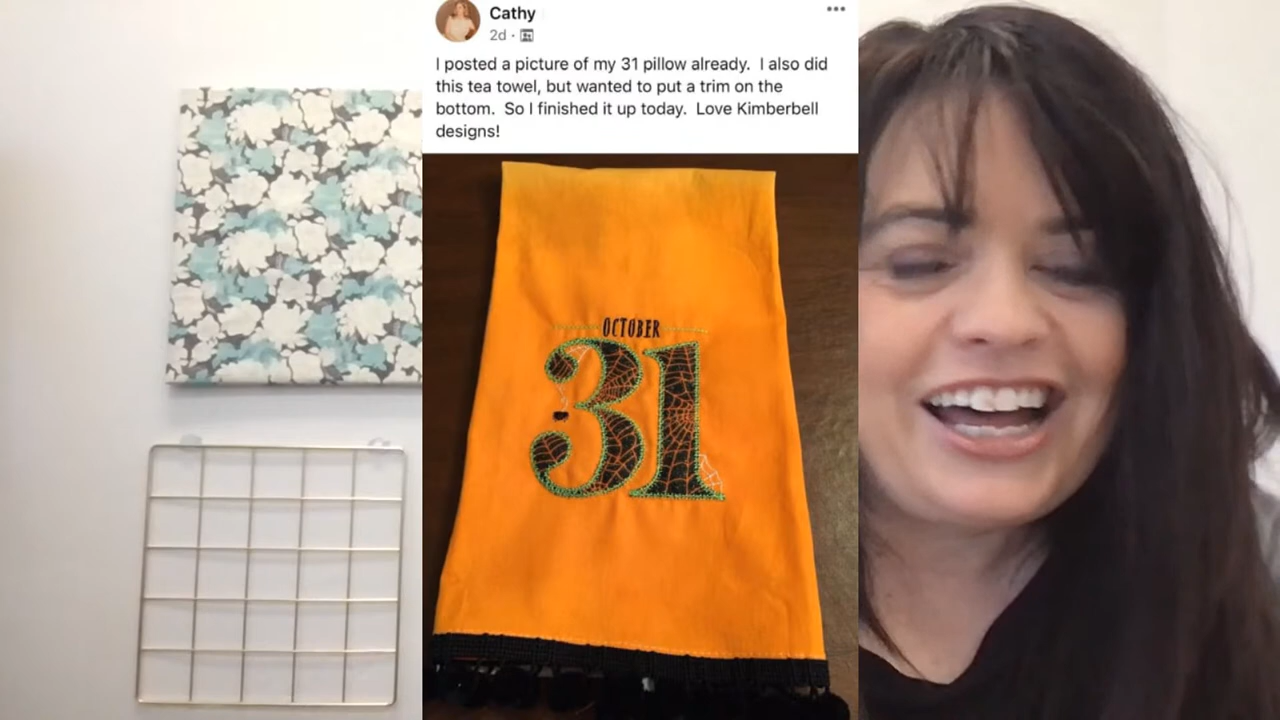 Cathy
2d ·
I posted a picture of my 31 pillow already. I also did
this tea towel, but wanted to put a trim on the
bottom. So I finished it up today. Love Kimberbell
designs!
OCTOBER
31